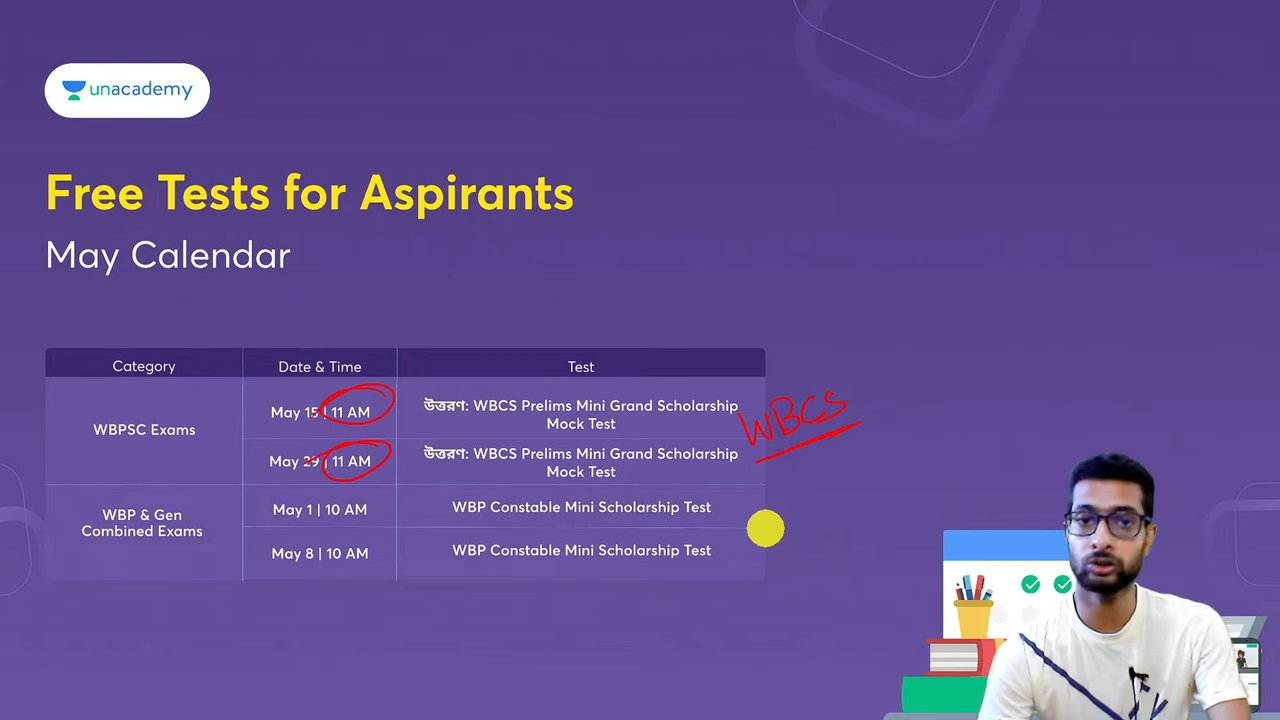 unacademy
Free Tests for Aspirants
May Calendar
Category
Date & Time
Test
WBPSC Exams
May 15 | 11 AM
উত্তরণ: WBCS Prelims Mini Grand Scholarship
Mock Test
WBCS
May 29 | 11 AM
উত্তরণ: WBCS Prelims Mini Grand Scholarship
Mock Test
WBP & Gen
Combined Exams
May 1 | 10 AM
WBP Constable Mini Scholarship Test
May 8 | 10 AM
WBP Constable Mini Scholarship Test